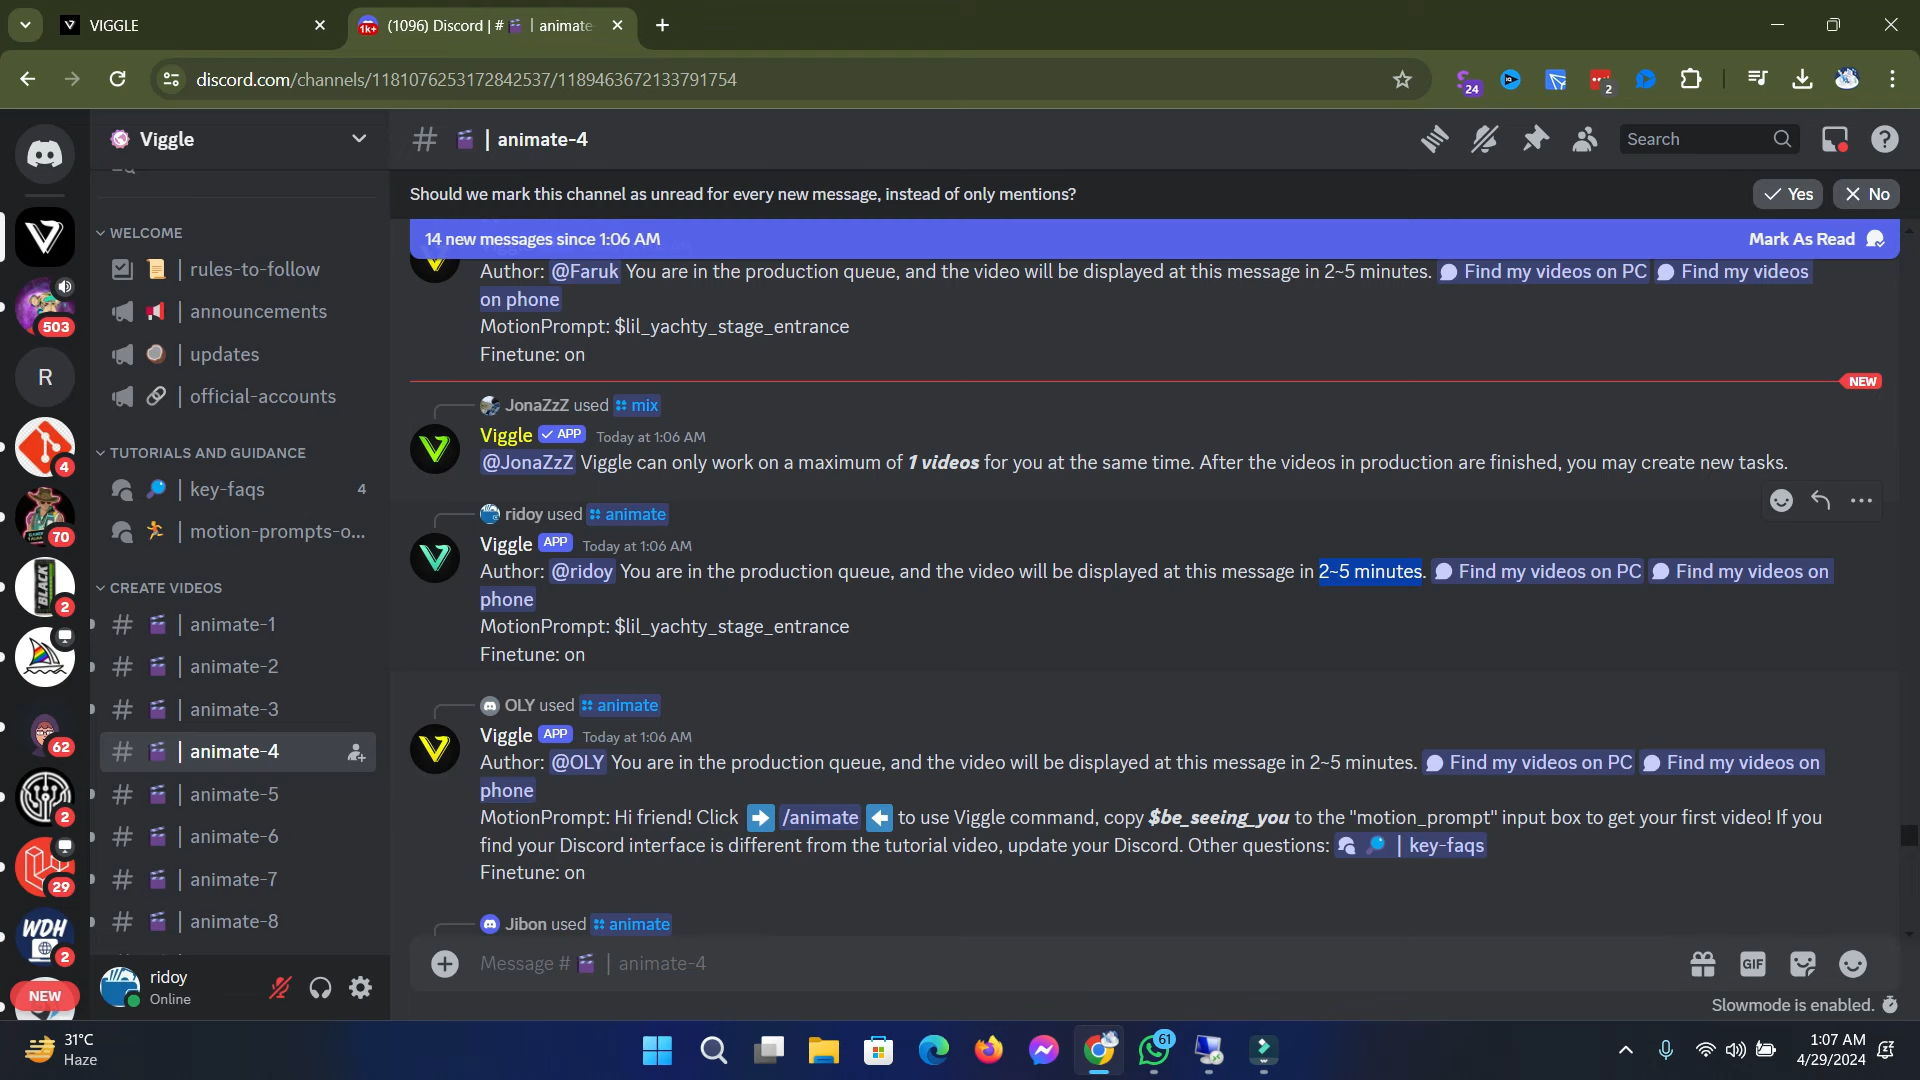 VIGGLE
(1096) Discord | # | animate-
discord.com/channels/1181076253172842537/1189463672133791754
24
2
Viggle
# | animate-4
Search
Should we mark this channel as unread for every new message, instead of only mentions?
Yes
No
14 new messages since 1:06 AM
Mark As Read
WELCOME
| rules-to-follow
| announcements
| updates
| official-accounts
TUTORIALS AND GUIDANCE
| key-faqs 4
| motion-prompts-o...
CREATE VIDEOS
# | animate-1
# | animate-2
# | animate-3
# | animate-4
# | animate-5
# | animate-6
# | animate-7
# | animate-8
503
R
4
70
BLACK
2
62
2
29
WDH
2
NEW
ridoy
Online
Author: @Faruk You are in the production queue, and the video will be displayed at this message in 2~5 minutes. Find my videos on PC Find my videos
on phone
MotionPrompt: $lil_yachty_stage_entrance
Finetune: on
NEW
JonaZzZ used mix
Viggle APP Today at 1:06 AM
@JonaZzZ Viggle can only work on a maximum of 1 videos for you at the same time. After the videos in production are finished, you may create new tasks.
ridoy used animate
Viggle APP Today at 1:06 AM
Author: @ridoy You are in the production queue, and the video will be displayed at this message in 2~5 minutes. Find my videos on PC Find my videos on
phone
MotionPrompt: $lil_yachty_stage_entrance
Finetune: on
OLY used animate
Viggle APP Today at 1:06 AM
Author: @OLY You are in the production queue, and the video will be displayed at this message in 2~5 minutes. Find my videos on PC Find my videos on
phone
MotionPrompt: Hi friend! Click ➡ /animate ⬅ to use Viggle command, copy $be_seeing_you to the "motion_prompt" input box to get your first video! If you
find your Discord interface is different from the tutorial video, update your Discord. Other questions: | key-faqs
Finetune: on
Jibon used animate
Message # | animate-4
GIF
Slowmode is enabled.
31°C
Haze
61
1:07 AM
4/29/2024